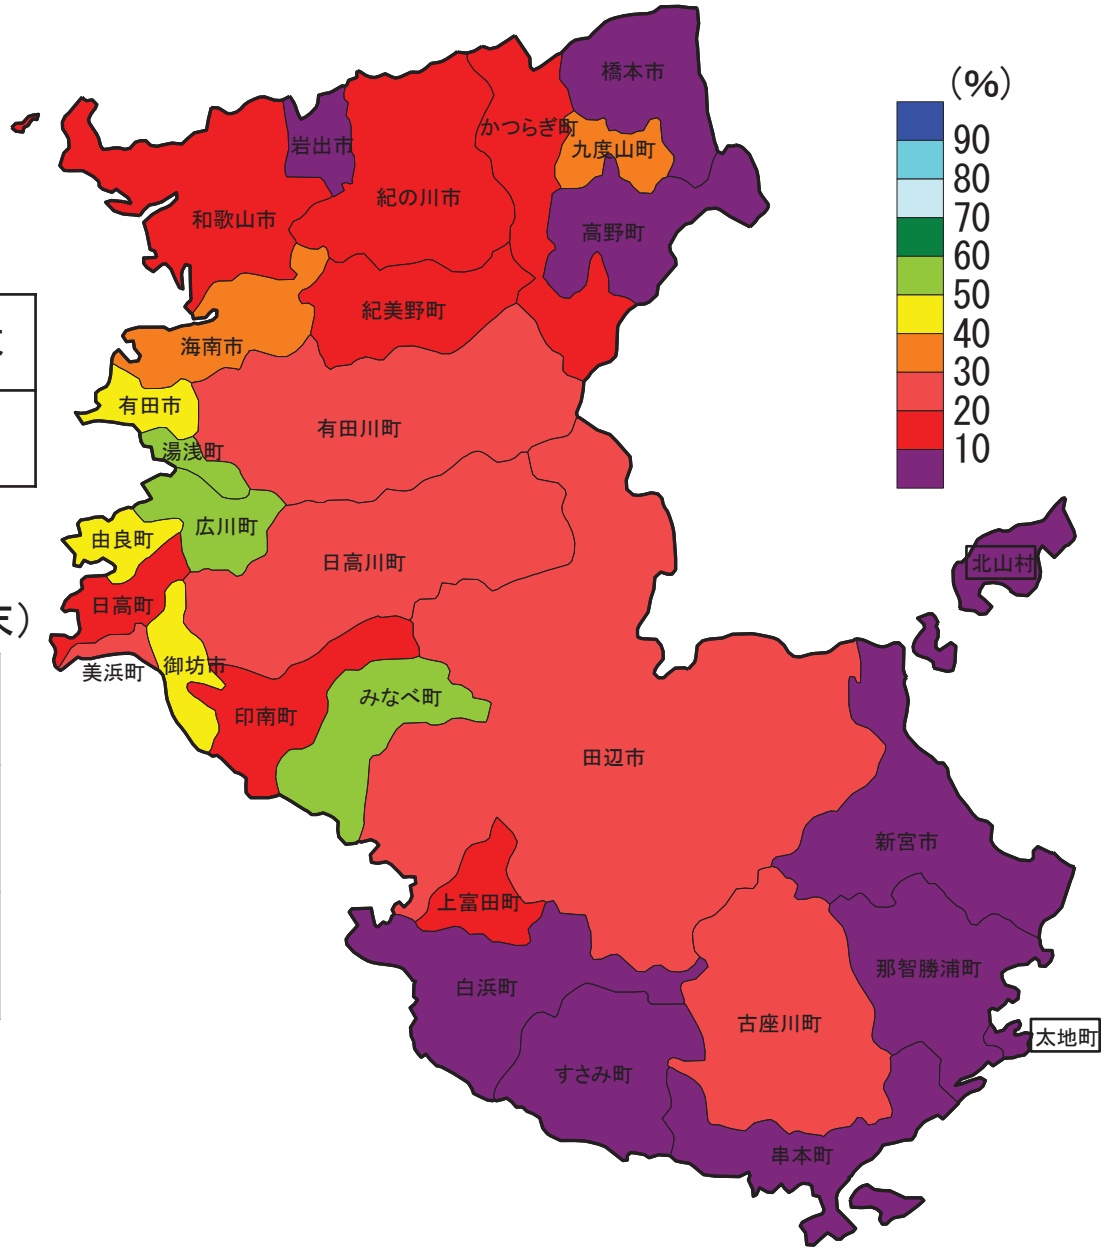 (%)
90
80
70
60
50
40
30
20
10
橋本市
かつらぎ町
九度山町
岩出市
紀の川市
和歌山市
高野町
紀美野町
海南市
有田市
有田川町
湯浅町
広川町
由良町
日高川町
北山村
日高町
末)
美浜町
御坊市
印南町
みなべ町
田辺市
新宮市
上富田町
那智勝浦町
白浜町
古座川町
太地町
すさみ町
串本町